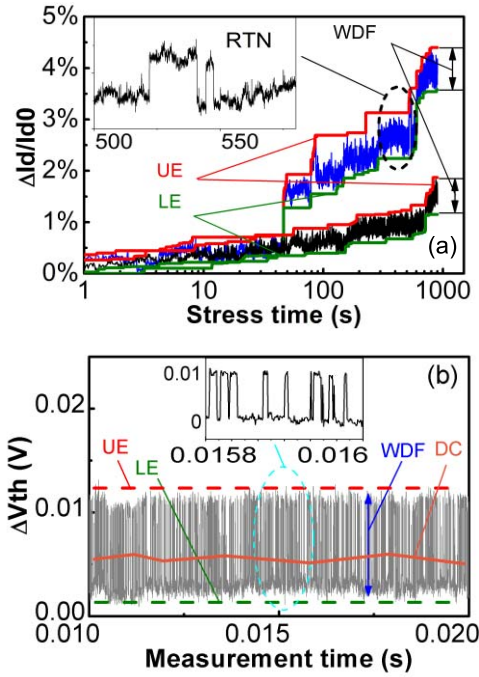 5%
4%
3%
2%
1%
0%
ΔId/Id0
RTN
500
550
WDF
UE
LE
(a)
1
10
100
1000
Stress time (s)
(b)
0.02
0.01
0.00
ΔVth (V)
0.01
0
0.0158
0.016
UE
LE
WDF
DC
0.010
0.015
0.020
Measurement time (s)